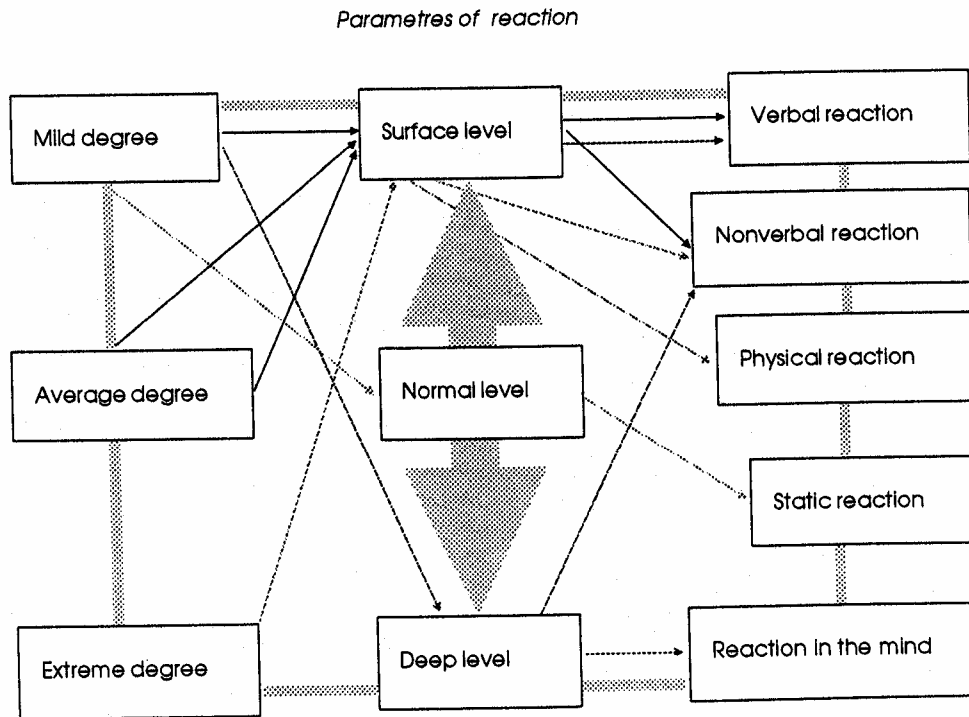 Parametres of reaction
Mild degree
Surface level
Verbal reaction
Nonverbal reaction
Average degree
Normal level
Physical reaction
Static reaction
Extreme degree
Deep level
Reaction in the mind